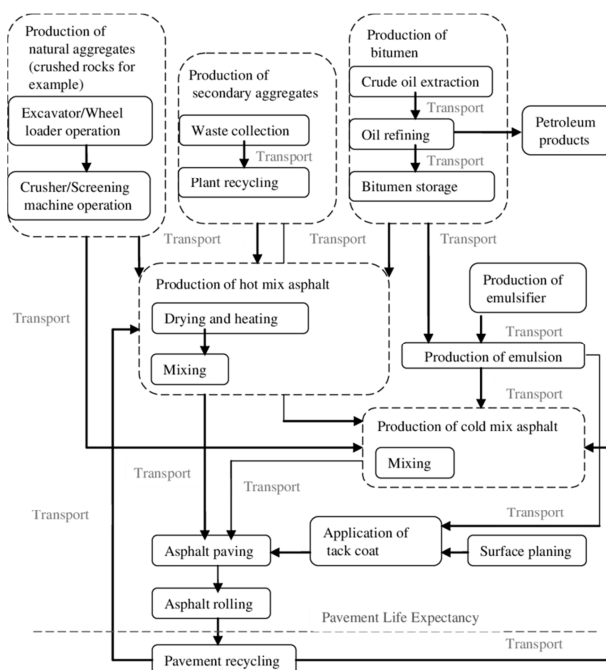 Production of
natural aggregates
(crushed rocks for
example)
Excavator/Wheel
loader operation
Crusher/Screening
machine operation
Production of
secondary aggregates
Waste collection
Transport
Plant recycling
Production of
bitumen
Crude oil extraction
Transport
Oil refining
Transport
Bitumen storage
Petroleum
products
Transport
Transport
Transport
Production of hot mix asphalt
Drying and heating
Mixing
Production of
emulsifier
Transport
Transport
Production of emulsion
Transport
Production of cold mix asphalt
Mixing
Transport
Transport
Transport
Transport
Asphalt paving
Application of
tack coat
Surface planing
Asphalt rolling
Pavement Life Expectancy
Transport
Pavement recycling